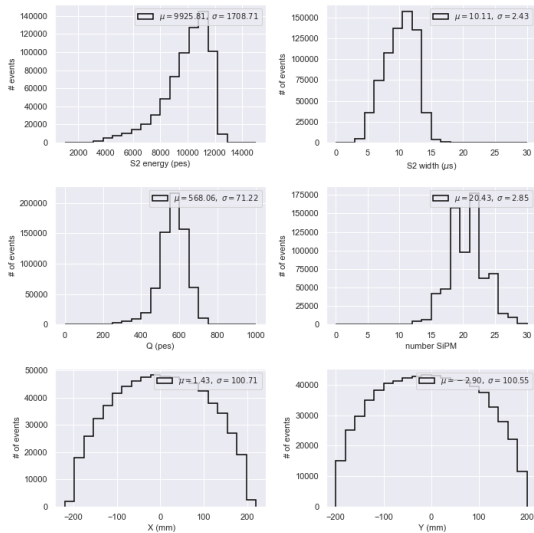 μ = 9925.81, σ = 1708.71
140000
120000
100000
80000
60000
40000
20000
0
# of events
2000 4000 6000 8000 10000 12000 14000
S2 energy (pes)
μ = 10.11, σ = 2.43
150000
125000
100000
75000
50000
25000
0
# of events
0 5 10 15 20 25 30
S2 width (μs)
μ = 568.06, σ = 71.22
200000
150000
100000
50000
0
# of events
0 200 400 600 800 1000
Q (pes)
μ = 20.43, σ = 2.85
175000
150000
125000
100000
75000
50000
25000
0
# of events
0 5 10 15 20 25 30
number SiPM
μ = 1.43, σ = 100.71
50000
40000
30000
20000
10000
0
# of events
−200 −100 0 100 200
X (mm)
μ = −2.90, σ = 100.55
40000
30000
20000
10000
0
# of events
−200 −100 0 100 200
Y (mm)